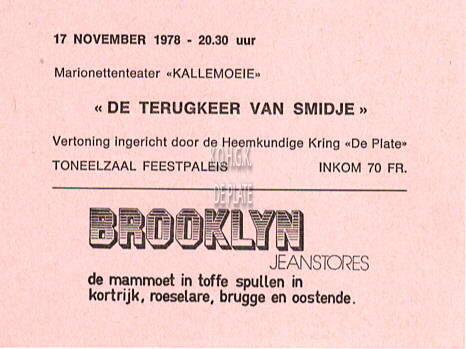 17 NOVEMBER 1978 - 20.30 uur
Marionettenteater «KALLEMOEIE»
« DE TERUGKEER VAN SMIDJE »
Vertoning ingericht door de Heemkundige Kring «De Plate»
K.O.H.G.K.
TONEELZAAL FEESTPALEIS INKOM 70 FR.
DE PLATE
BROOKLYN
JEANSTORES
de mammoet in toffe spullen in
kortrijk, roeselare, brugge en oostende.